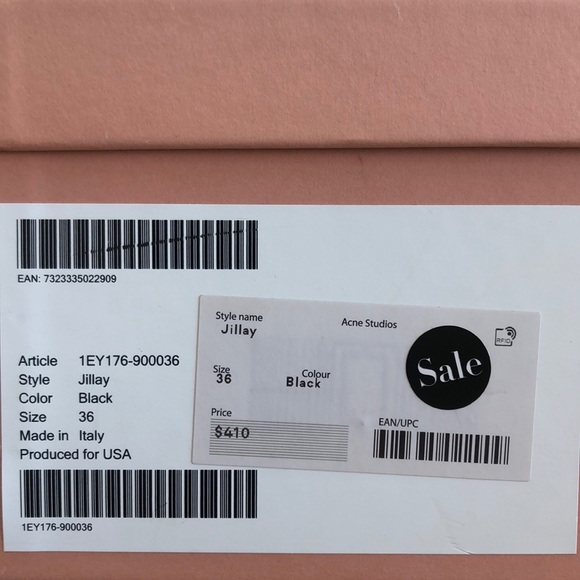 EAN: 7323335022909
Style name
Jillay
Acne Studios
RFID
Sale
Size
36
Colour
Black
Price
$410
EAN/UPC
Article 1EY176-900036
Style Jillay
Color Black
Size 36
Made in Italy
Produced for USA
1EY176-900036